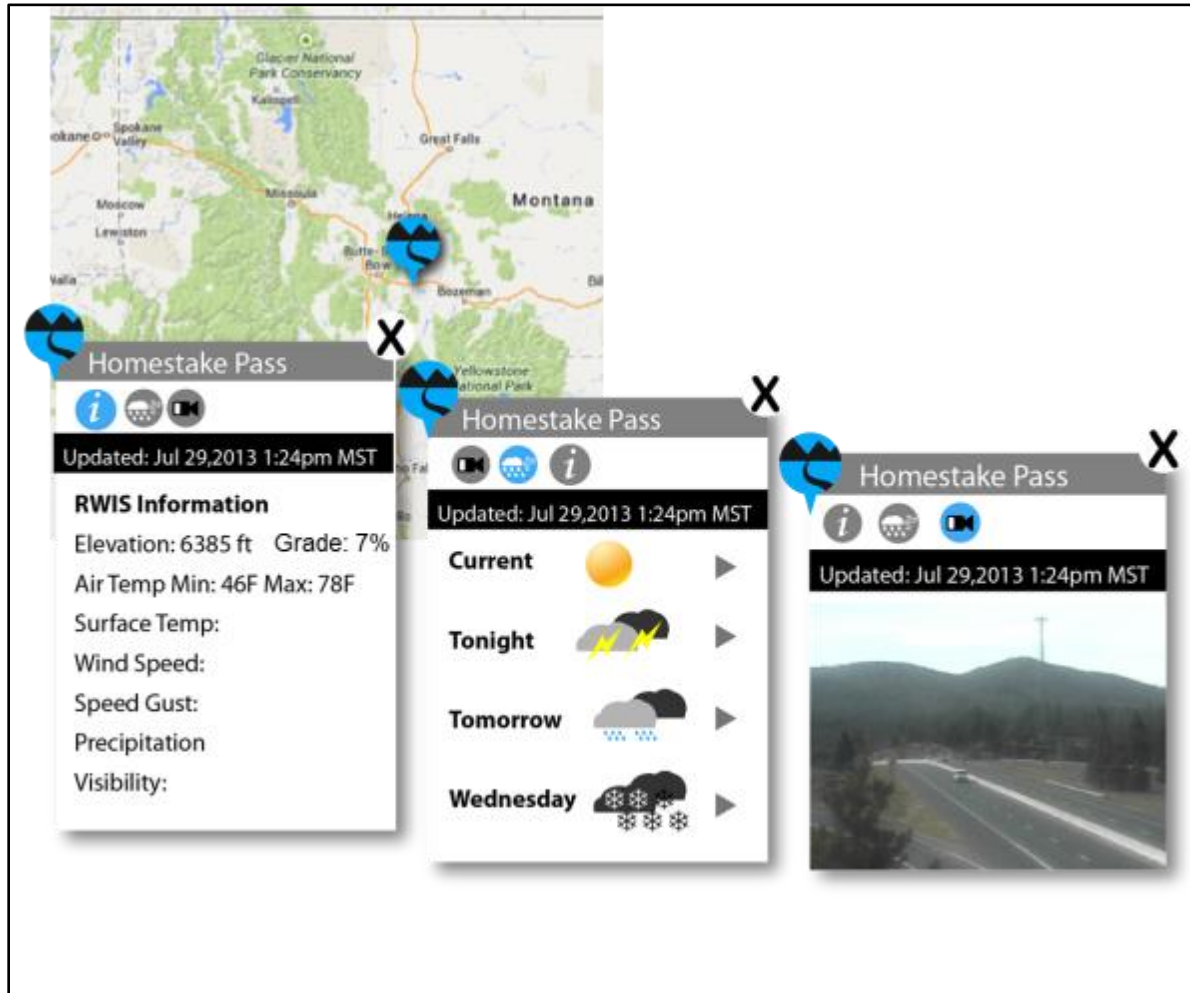 Glacier National
Park Conservancy
Kalispell
Spokane
Spokane
Valley
Great Falls
Missoula
Montana
Moscow
Helena
Lewiston
Butte-
Bow
Bozeman
Yellowstone
National Park
Homestake Pass
X
i
Updated: Jul 29,2013 1:24pm MST
RWIS Information
Elevation: 6385 ft Grade: 7%
Air Temp Min: 46F Max: 78F
Surface Temp:
Wind Speed:
Speed Gust:
Precipitation
Visibility:
Homestake Pass
X
i
Updated: Jul 29,2013 1:24pm MST
Current
Tonight
Tomorrow
Wednesday
Homestake Pass
X
i
Updated: Jul 29,2013 1:24pm MST